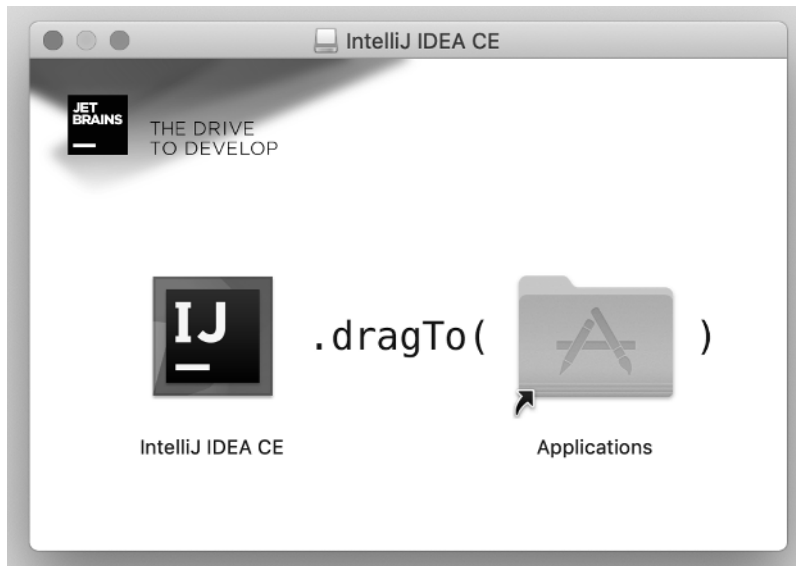 IntelliJ IDEA CE
JET
BRAINS
THE DRIVE
TO DEVELOP
IJ
.dragTo( )
IntelliJ IDEA CE
Applications